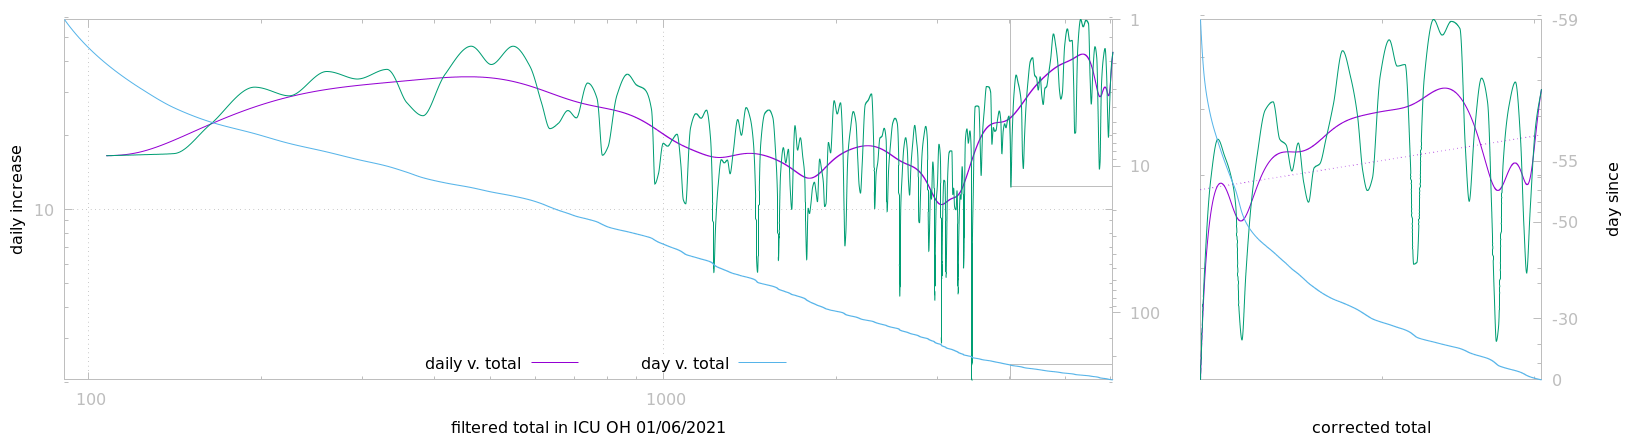 daily increase
10
100
1000
1
10
100
daily v. total
day v. total
filtered total in ICU OH 01/06/2021
-59
-55
-50
-30
0
day since
corrected total